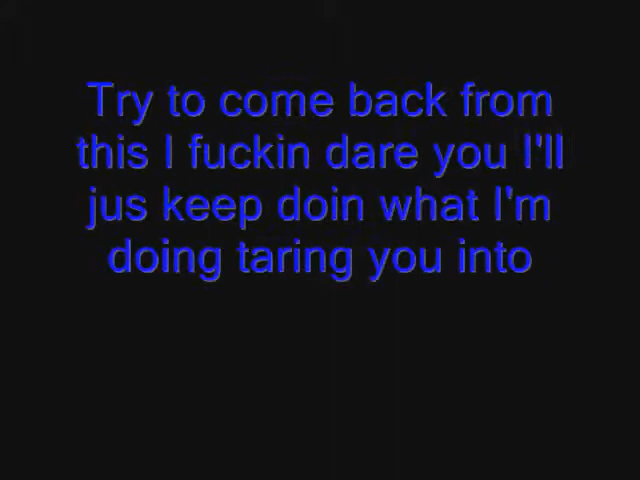 Try to come back from
this I fuckin dare you I'll
jus keep doin what I'm
doing taring you into